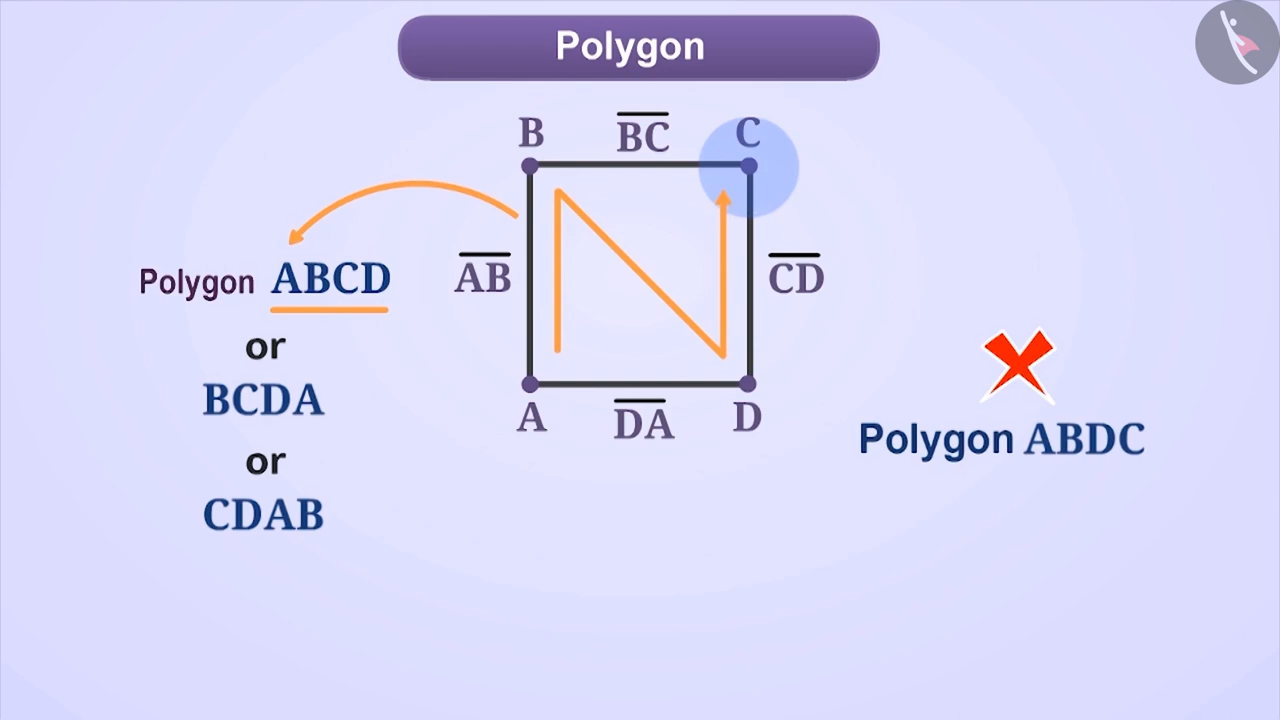 Polygon
B
BC
C
AB
CD
Polygon ABCD
or
BCDA
or
CDAB
A
DA
D
Polygon ABDC